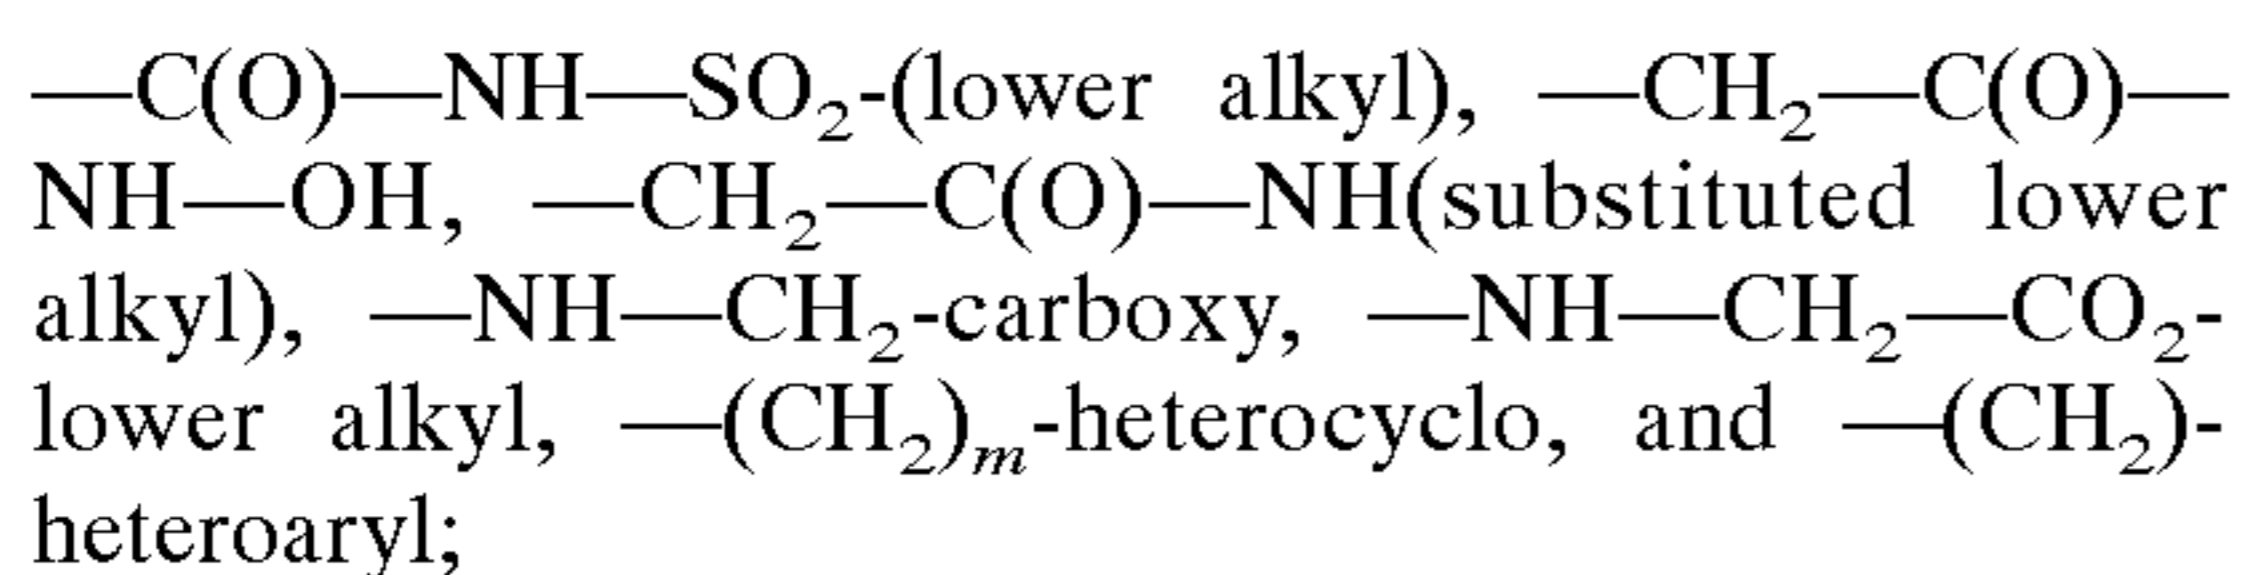 —C(O)—NH—SO₂-(lower alkyl), —CH₂—C(O)—
NH—OH, —CH₂—C(O)—NH(substituted lower
alkyl), —NH—CH₂-carboxy, —NH—CH₂—CO₂-
lower alkyl, —(CH₂)ₘ-heterocyclo, and —(CH₂)-
heteroaryl;